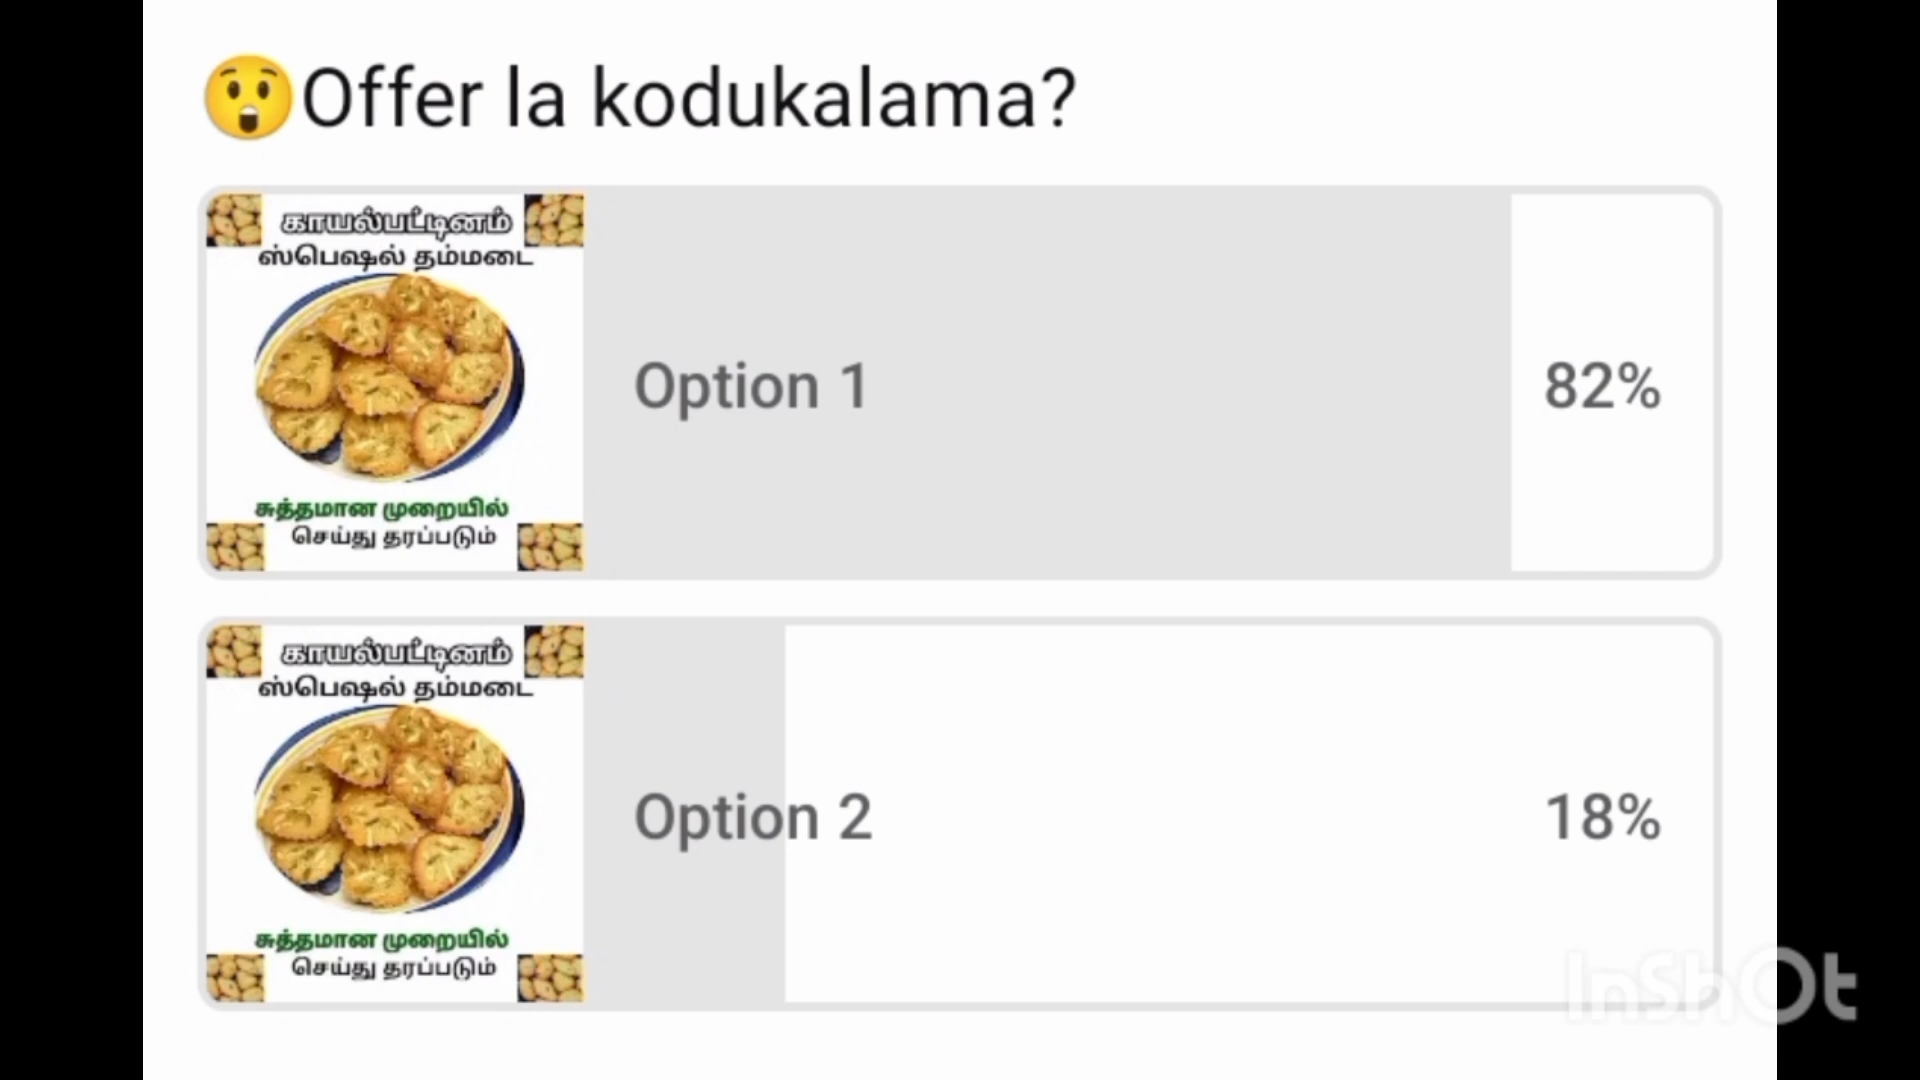 😲Offer la kodukalama?
காயல்பட்டினம்
ஸ்பெஷல் தம்மடை
சுத்தமான முறையில்
செய்து தரப்படும்
Option 1
82%
காயல்பட்டினம்
ஸ்பெஷல் தம்மடை
சுத்தமான முறையில்
செய்து தரப்படும்
Option 2
18%
InShOt